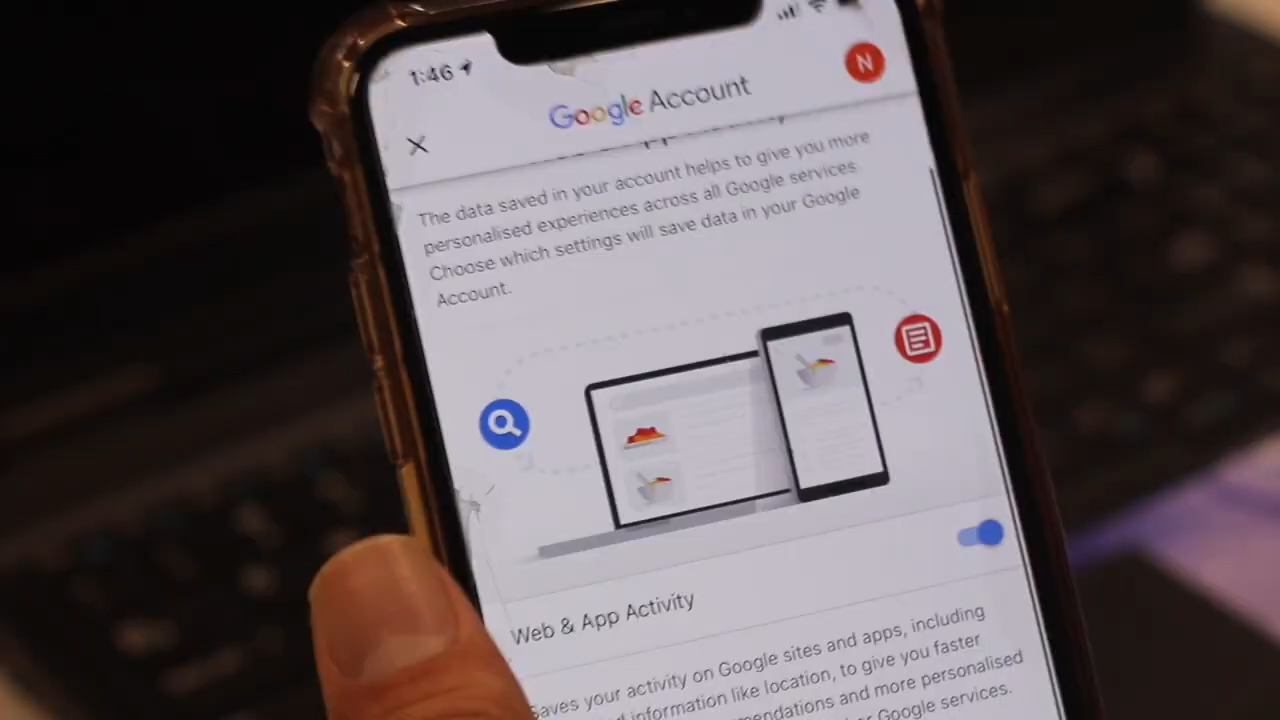 1:46
N
Google Account
The data saved in your account helps to give you more
personalised experiences across all Google services.
Choose which settings will save data in your Google
Account.
Web & App Activity
Saves your activity on Google sites and apps, including
information like location, to give you faster
more personalised
Google services.